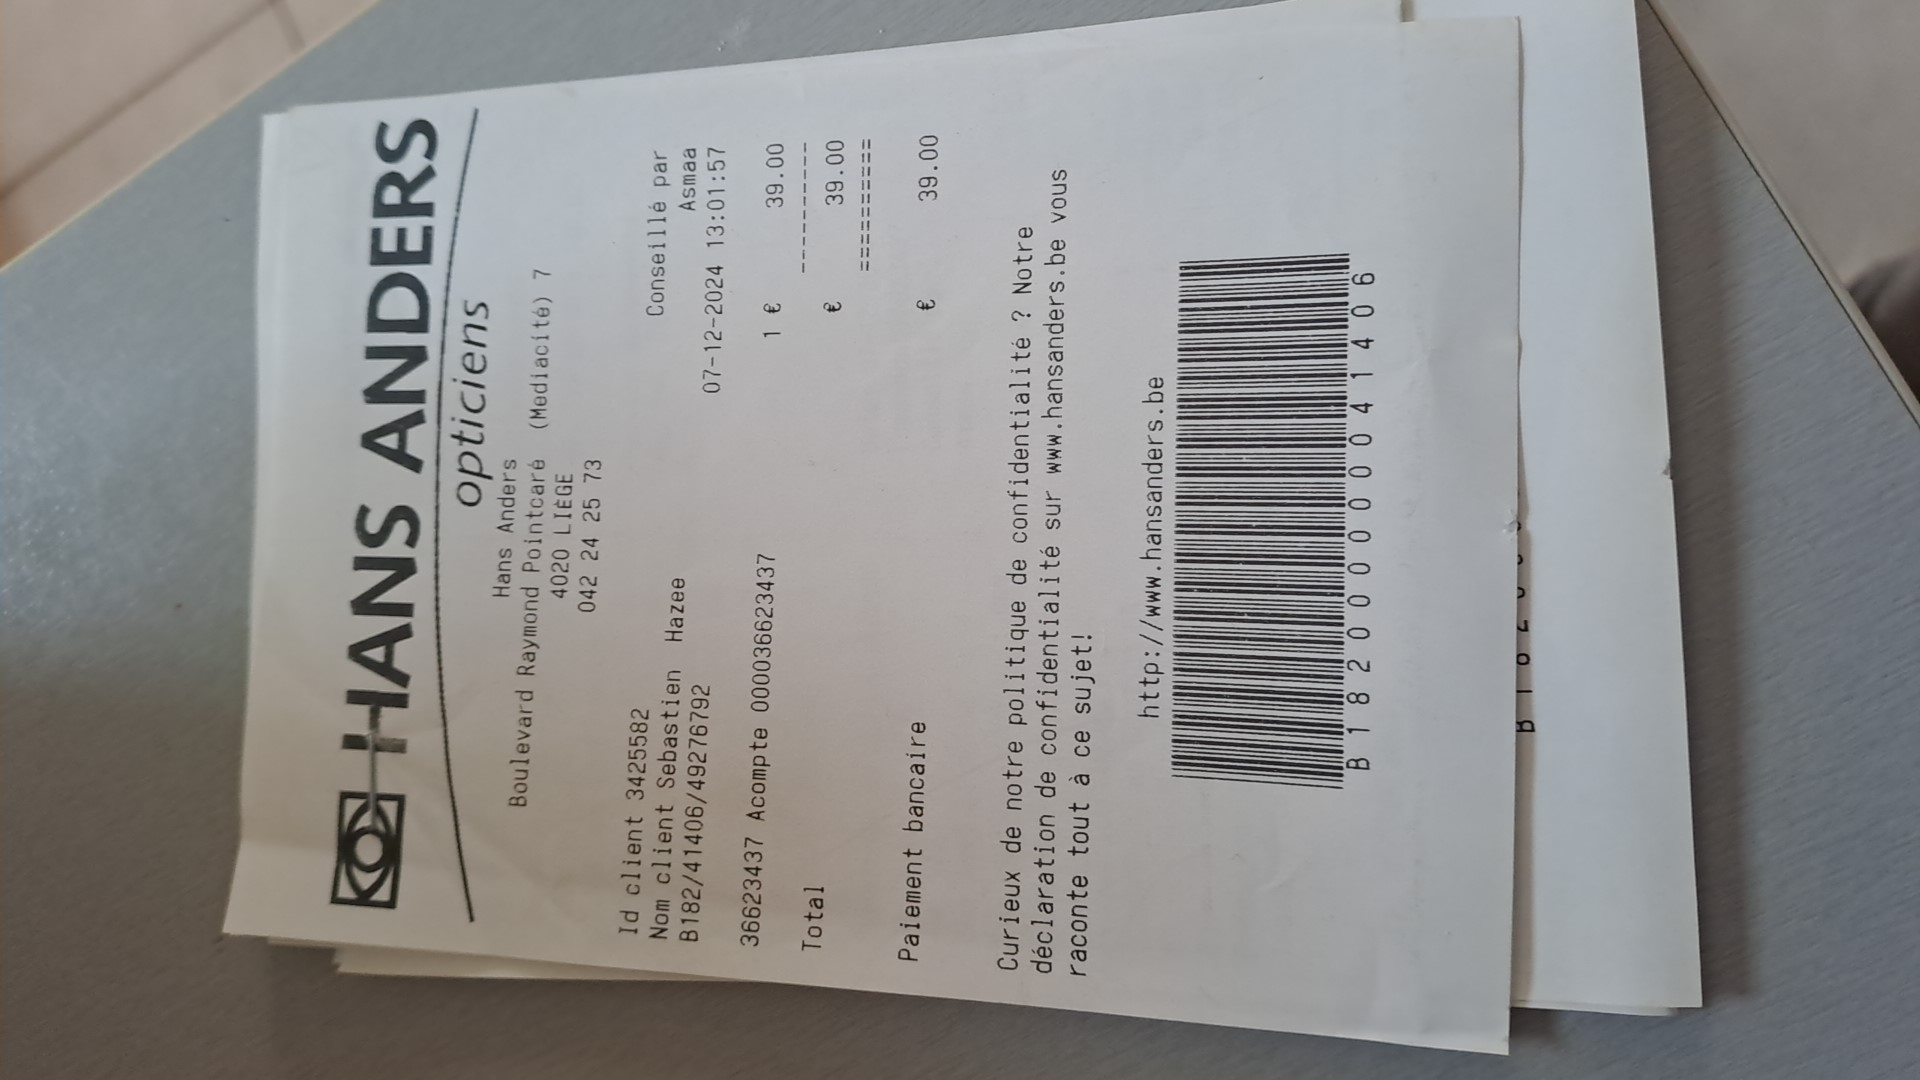 HANS ANDERS
opticiens
Hans Anders
Boulevard Raymond Pointcaré (Mediacité) 7
4020 LIEGE
042 24 25 73
Id client 3425582
Conseillé par
Nom client Sebastien Hazee
Asmaa
B182/41406/49276792
07-12-2024 13:01:57
36623437 Acompte 000036623437 1 € 39.00
----------
Total € 39.00
==========
Paiement bancaire € 39.00
Curieux de notre politique de confidentialité ? Notre
déclaration de confidentialité sur www.hansanders.be vous
raconte tout à ce sujet!
http://www.hansanders.be
B182000000041406